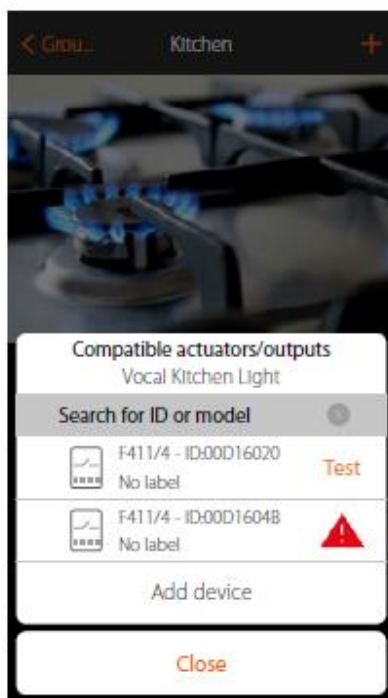 < Grou... Kitchen +
Compatible actuators/outputs
Vocal Kitchen Light
Search for ID or model
F411/4 - ID:00D16020
No label
Test
F411/4 - ID:00D1604B
No label
Add device
Close